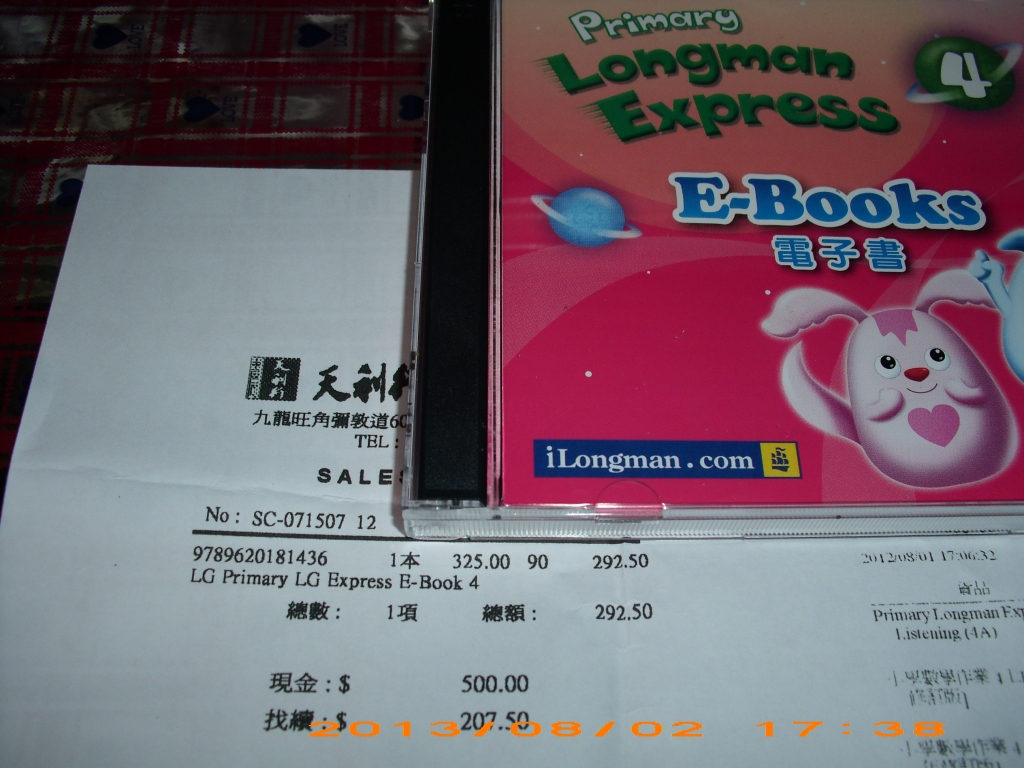 LOVE
LOVE
Primary
Longman
Express
4
E-Books
電子書
iLongman.com
天利
九龍旺角彌敦道60
TEL :
SALES
No : SC-071507 12
9789620181436 1本 325.00 90 292.50
LG Primary LG Express E-Book 4
總數 : 1項 總額 : 292.50
現金 : $ 500.00
找續 : $ 207.50
2012/08/01 17:06:32
Primary Longman Exp
Listening (4A)
2013/08/02 17:38